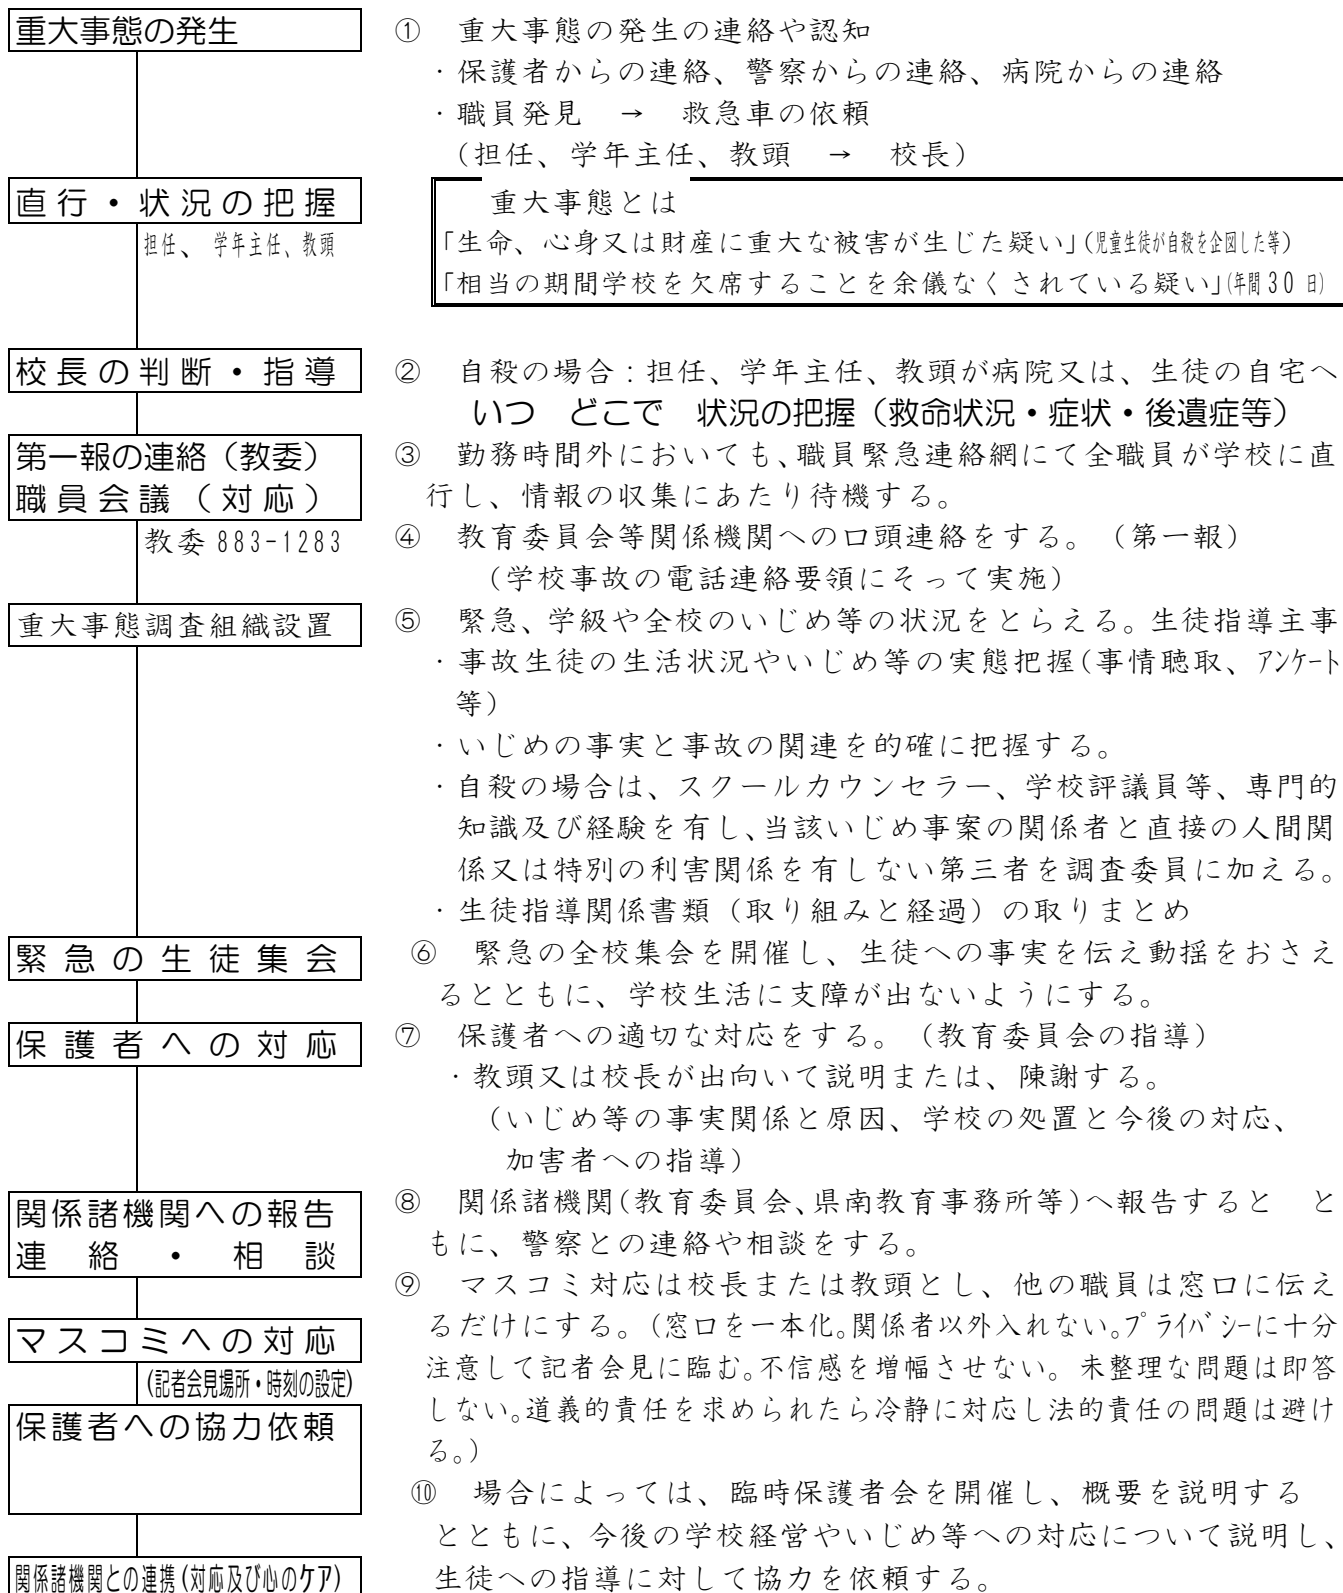 重大事態の発生
① 重大事態の発生の連絡や認知
・保護者からの連絡、警察からの連絡、病院からの連絡
・職員発見 → 救急車の依頼
(担任、学年主任、教頭 → 校長)
直行・状況の把握
担任、 学年主任、教頭
重大事態とは
「生命、心身又は財産に重大な被害が生じた疑い」(児童生徒が自殺を企図した等)
「相当の期間学校を欠席することを余儀なくされている疑い」(年間30日)
校長の判断・指導
② 自殺の場合:担任、学年主任、教頭が病院又は、生徒の自宅へ
いつ どこで 状況の把握(救命状況・症状・後遺症等)
第一報の連絡(教委)
職員会議(対応)
教委 883-1283
③ 勤務時間外においても、職員緊急連絡網にて全職員が学校に直
行し、情報の収集にあたり待機する。
④ 教育委員会等関係機関への口頭連絡をする。(第一報)
(学校事故の電話連絡要領にそって実施)
重大事態調査組織設置
⑤ 緊急、学級や全校のいじめ等の状況をとらえる。生徒指導主事
・事故生徒の生活状況やいじめ等の実態把握(事情聴取、アンケート
等)
・いじめの事実と事故の関連を的確に把握する。
・自殺の場合は、スクールカウンセラー、学校評議員等、専門的
知識及び経験を有し、当該いじめ事案の関係者と直接の人間関
係又は特別の利害関係を有しない第三者を調査委員に加える。
・生徒指導関係書類(取り組みと経過)の取りまとめ
緊急の生徒集会
⑥ 緊急の全校集会を開催し、生徒への事実を伝え動揺をおさえ
るとともに、学校生活に支障が出ないようにする。
保護者への対応
⑦ 保護者への適切な対応をする。(教育委員会の指導)
・教頭又は校長が出向いて説明または、陳謝する。
(いじめ等の事実関係と原因、学校の処置と今後の対応、
加害者への指導)
関係諸機関への報告
連絡・相談
⑧ 関係諸機関(教育委員会、県南教育事務所等)へ報告すると と
もに、警察との連絡や相談をする。
⑨ マスコミ対応は校長または教頭とし、他の職員は窓口に伝え
るだけにする。(窓口を一本化。関係者以外入れない。プライバシーに十分
注意して記者会見に臨む。不信感を増幅させない。未整理な問題は即答
しない。道義的責任を求められたら冷静に対応し法的責任の問題は避け
る。)
マスコミへの対応
(記者会見場所・時刻の設定)
保護者への協力依頼
⑩ 場合によっては、臨時保護者会を開催し、概要を説明する
とともに、今後の学校経営やいじめ等への対応について説明し、
生徒への指導に対して協力を依頼する。
関係諸機関との連携(対応及び心のケア)